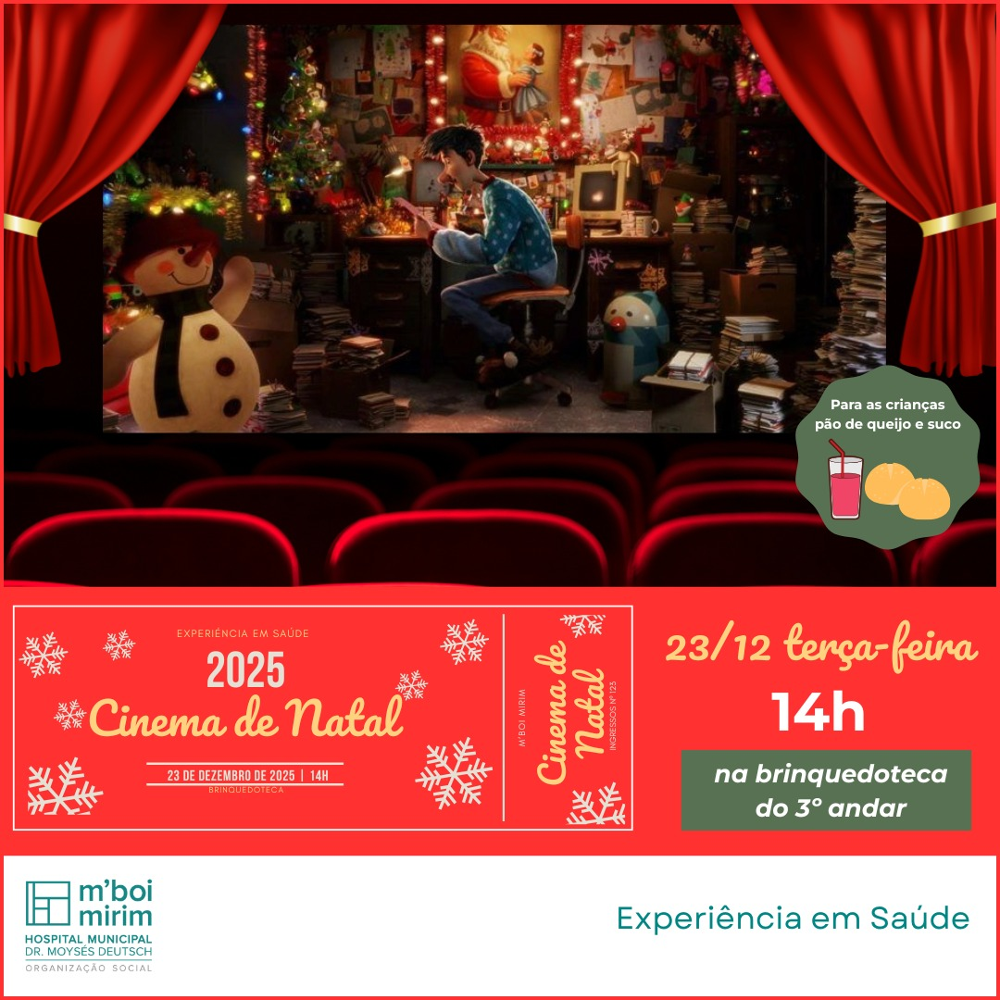 Para as crianças
pão de queijo e suco
EXPERIÊNCIA EM SAÚDE
2025
Cinema de Natal
23 DE DEZEMBRO DE 2025 | 14H
BRINQUEDOTECA
M'BOI MIRIM
Cinema de
Natal
INGRESSOS Nº 123
23/12 terça-feira
14h
na brinquedoteca
do 3º andar
m'boi
mirim
HOSPITAL MUNICIPAL
DR. MOYSÉS DEUTSCH
ORGANIZAÇÃO SOCIAL
Experiência em Saúde